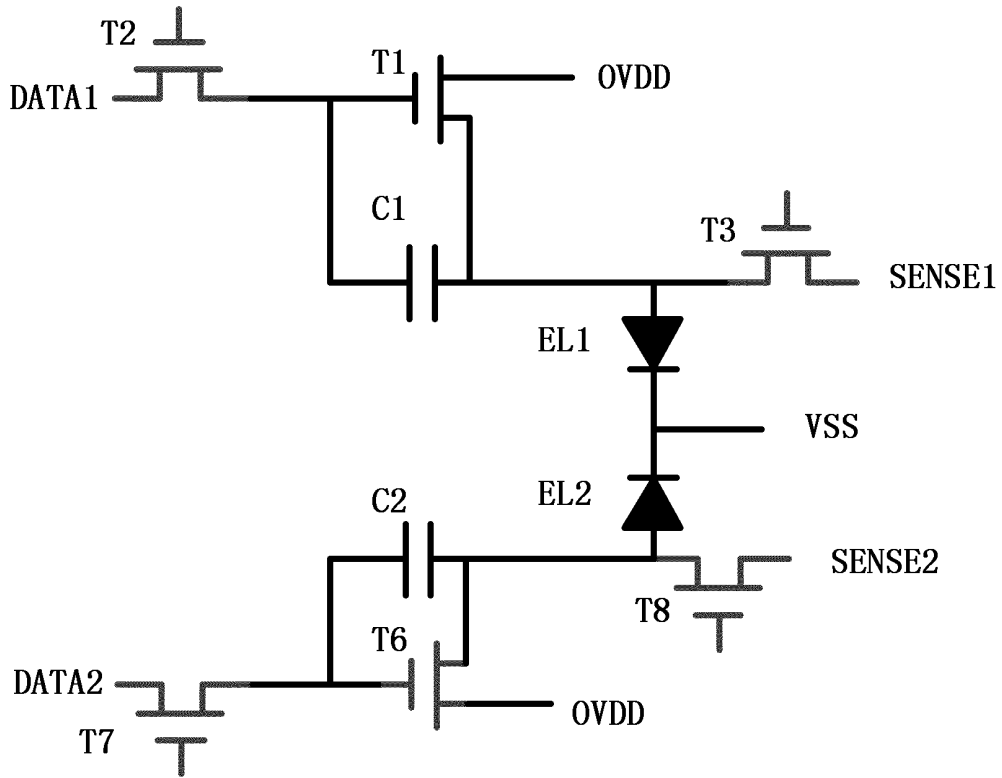 T2
T1
OVDD
DATA1
C1
T3
SENSE1
EL1
VSS
EL2
C2
SENSE2
T8
T6
DATA2
OVDD
T7